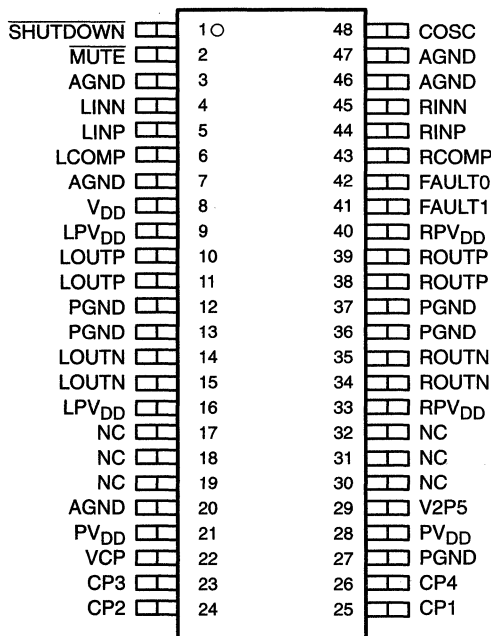 SHUTDOWN 1 48 COSC
MUTE 2 47 AGND
AGND 3 46 AGND
LINN 4 45 RINN
LINP 5 44 RINP
LCOMP 6 43 RCOMP
AGND 7 42 FAULT0
VDD 8 41 FAULT1
LPVDD 9 40 RPVDD
LOUTP 10 39 ROUTP
LOUTP 11 38 ROUTP
PGND 12 37 PGND
PGND 13 36 PGND
LOUTN 14 35 ROUTN
LOUTN 15 34 ROUTN
LPVDD 16 33 RPVDD
NC 17 32 NC
NC 18 31 NC
NC 19 30 NC
AGND 20 29 V2P5
PVDD 21 28 PVDD
VCP 22 27 PGND
CP3 23 26 CP4
CP2 24 25 CP1